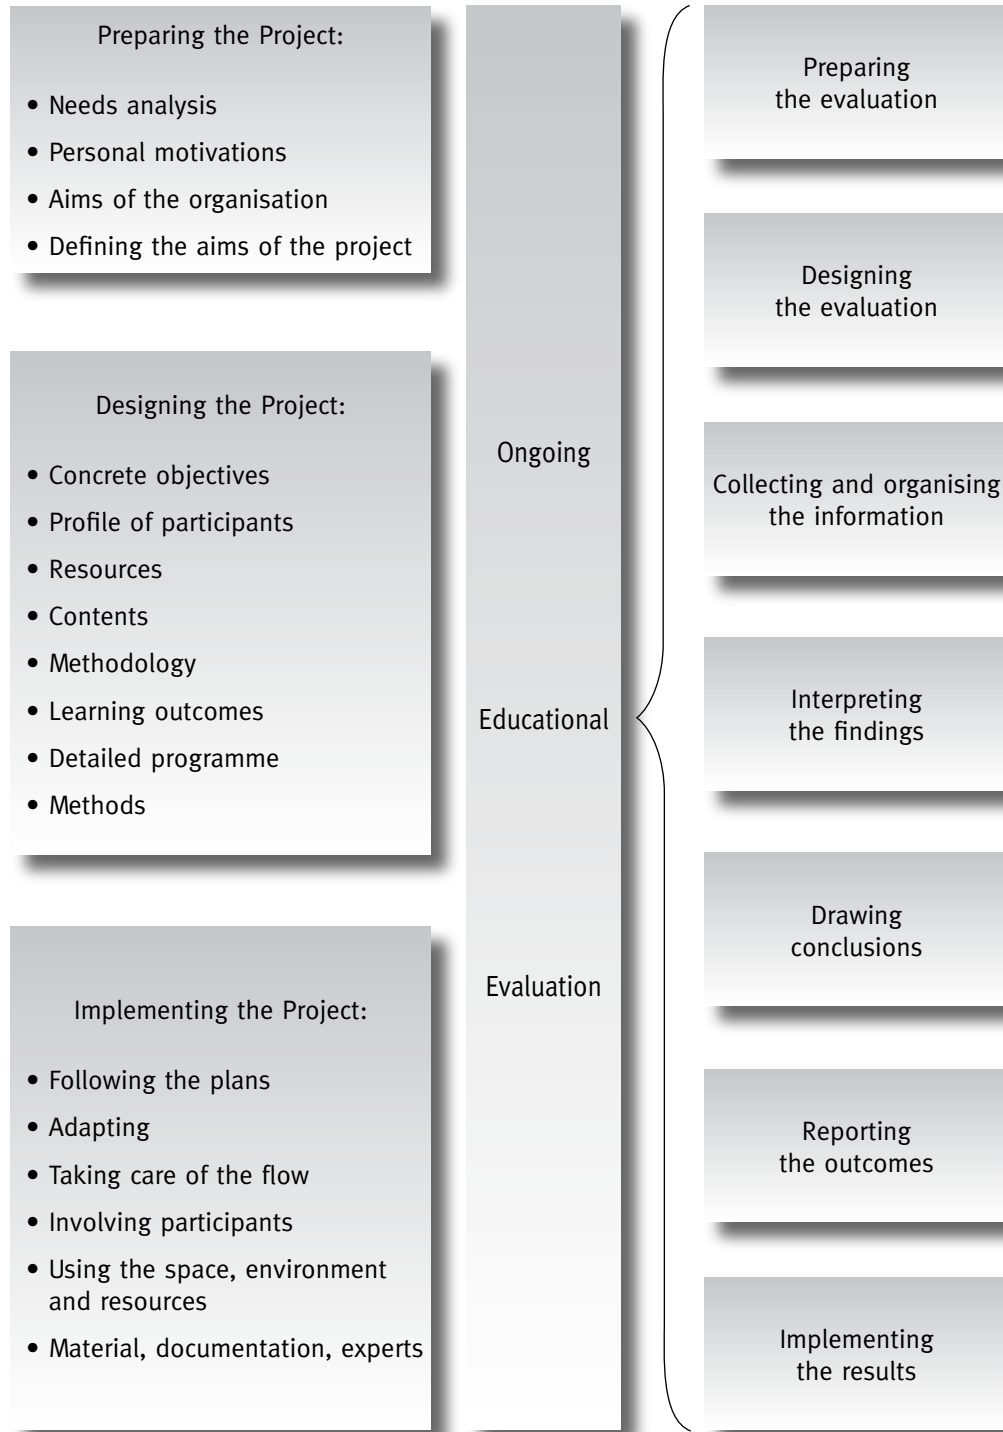 Preparing the Project:
• Needs analysis
• Personal motivations
• Aims of the organisation
• Defining the aims of the project
Designing the Project:
• Concrete objectives
• Profile of participants
• Resources
• Contents
• Methodology
• Learning outcomes
• Detailed programme
• Methods
Implementing the Project:
• Following the plans
• Adapting
• Taking care of the flow
• Involving participants
• Using the space, environment
and resources
• Material, documentation, experts
Ongoing
Educational
Evaluation
Preparing
the evaluation
Designing
the evaluation
Collecting and organising
the information
Interpreting
the findings
Drawing
conclusions
Reporting
the outcomes
Implementing
the results